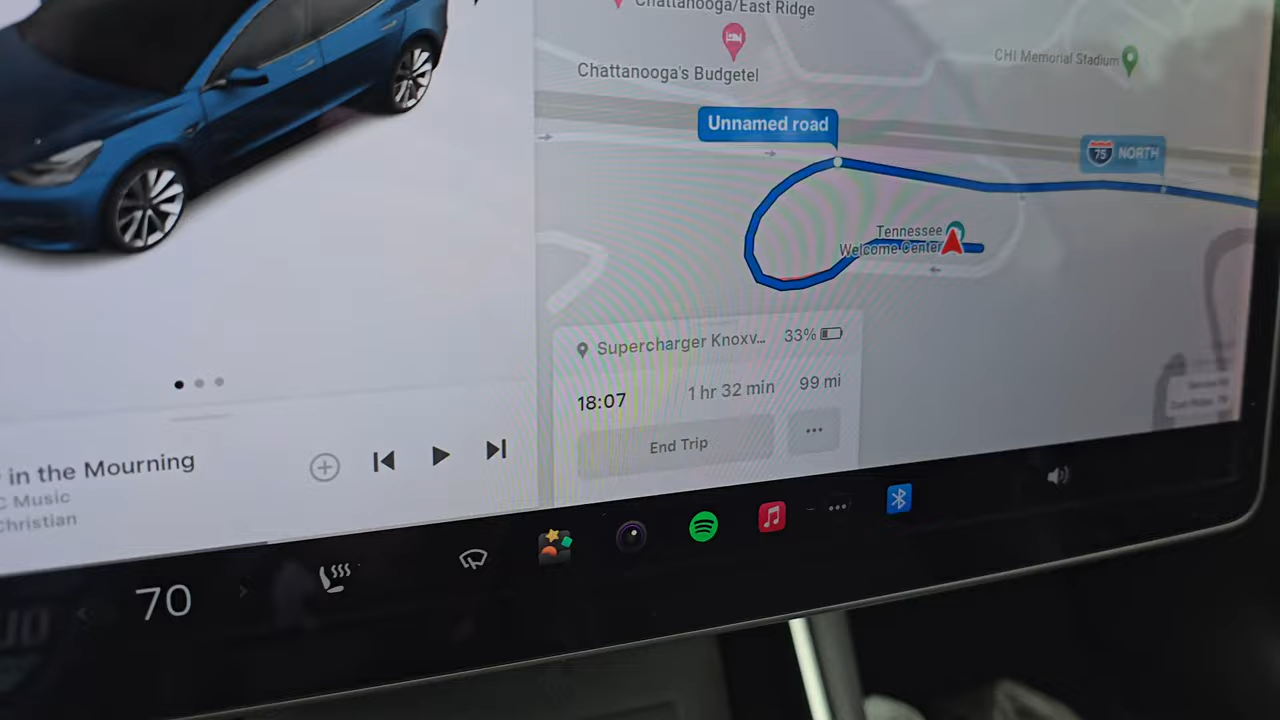 Chattanooga/East Ridge
Chattanooga's Budgetel
CHI Memorial Stadium
Unnamed road
75 NORTH
Tennessee
Welcome Center
Supercharger Knoxv...
33%
18:07
1 hr 32 min
99 mi
End Trip
in the Mourning
C Music
Christian
70